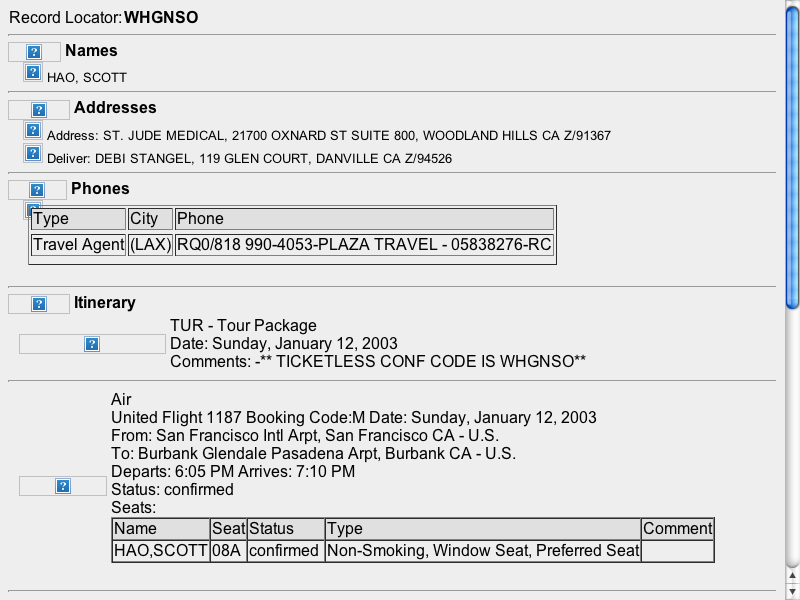 Record Locator:WHGNSO
Names
HAO, SCOTT
Addresses
Address: ST. JUDE MEDICAL, 21700 OXNARD ST SUITE 800, WOODLAND HILLS CA Z/91367
Deliver: DEBI STANGEL, 119 GLEN COURT, DANVILLE CA Z/94526
Phones
Type City Phone
Travel Agent (LAX) RQ0/818 990-4053-PLAZA TRAVEL - 05838276-RC
Itinerary
TUR - Tour Package
Date: Sunday, January 12, 2003
Comments: -** TICKETLESS CONF CODE IS WHGNSO**
Air
United Flight 1187 Booking Code:M Date: Sunday, January 12, 2003
From: San Francisco Intl Arpt, San Francisco CA - U.S.
To: Burbank Glendale Pasadena Arpt, Burbank CA - U.S.
Departs: 6:05 PM Arrives: 7:10 PM
Status: confirmed
Seats:
Name Seat Status Type Comment
HAO,SCOTT 08A confirmed Non-Smoking, Window Seat, Preferred Seat